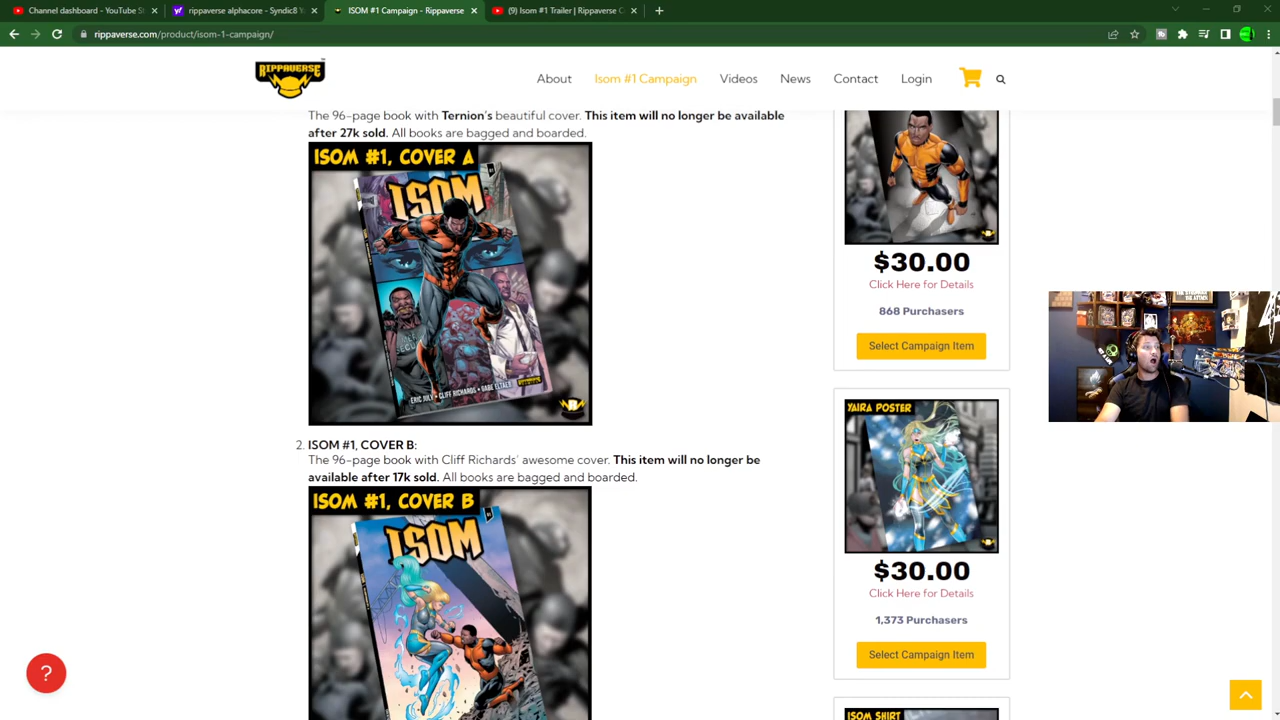 Channel dashboard - YouTube St
rippaverse alphacore - Syndic8 Y
ISOM #1 Campaign - Rippaverse
(9) Isom #1 Trailer | Rippaverse C
rippaverse.com/product/isom-1-campaign/
RIPPAVERSE
About
Isom #1 Campaign
Videos
News
Contact
Login
The 96-page book with Ternion's beautiful cover. This item will no longer be available
after 27k sold. All books are bagged and boarded.
ISOM #1, COVER A
ISOM
ERIC JULY • CLIFF RICHARDS • GABE ELTAEB
2. ISOM #1, COVER B:
The 96-page book with Cliff Richards' awesome cover. This item will no longer be
available after 17k sold. All books are bagged and boarded.
ISOM #1, COVER B
ISOM
$30.00
Click Here for Details
868 Purchasers
Select Campaign Item
YAIRA POSTER
$30.00
Click Here for Details
1,373 Purchasers
Select Campaign Item
ISOM SHIRT
?